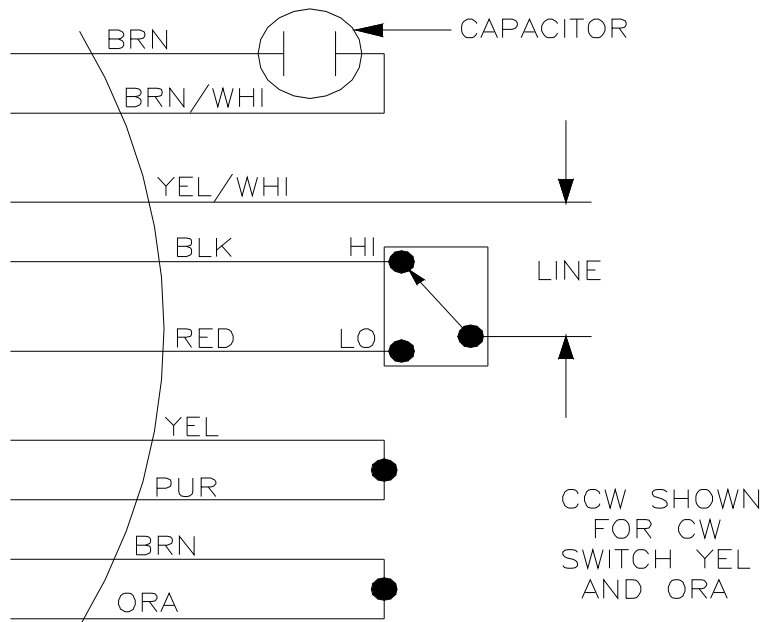 BRN
CAPACITOR
BRN/WHI
YEL/WHI
BLK
HI
LINE
RED
LO
YEL
PUR
BRN
ORA
CCW SHOWN
FOR CW
SWITCH YEL
AND ORA